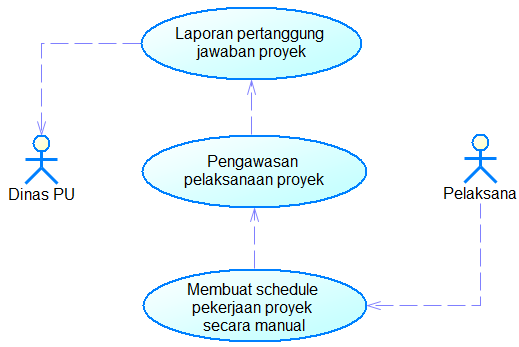 Laporan pertanggung
jawaban proyek
Pengawasan
pelaksanaan proyek
Dinas PU
Pelaksana
Membuat schedule
pekerjaan proyek
secara manual